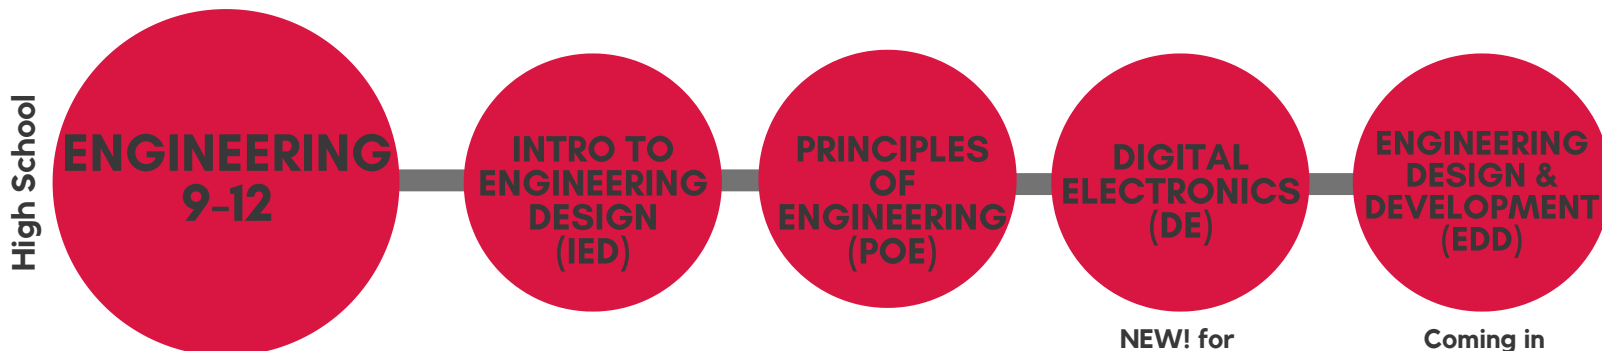 High School
ENGINEERING
9-12
INTRO TO
ENGINEERING
DESIGN
(IED)
PRINCIPLES
OF
ENGINEERING
(POE)
DIGITAL
ELECTRONICS
(DE)
NEW! for
ENGINEERING
DESIGN &
DEVELOPMENT
(EDD)
Coming in